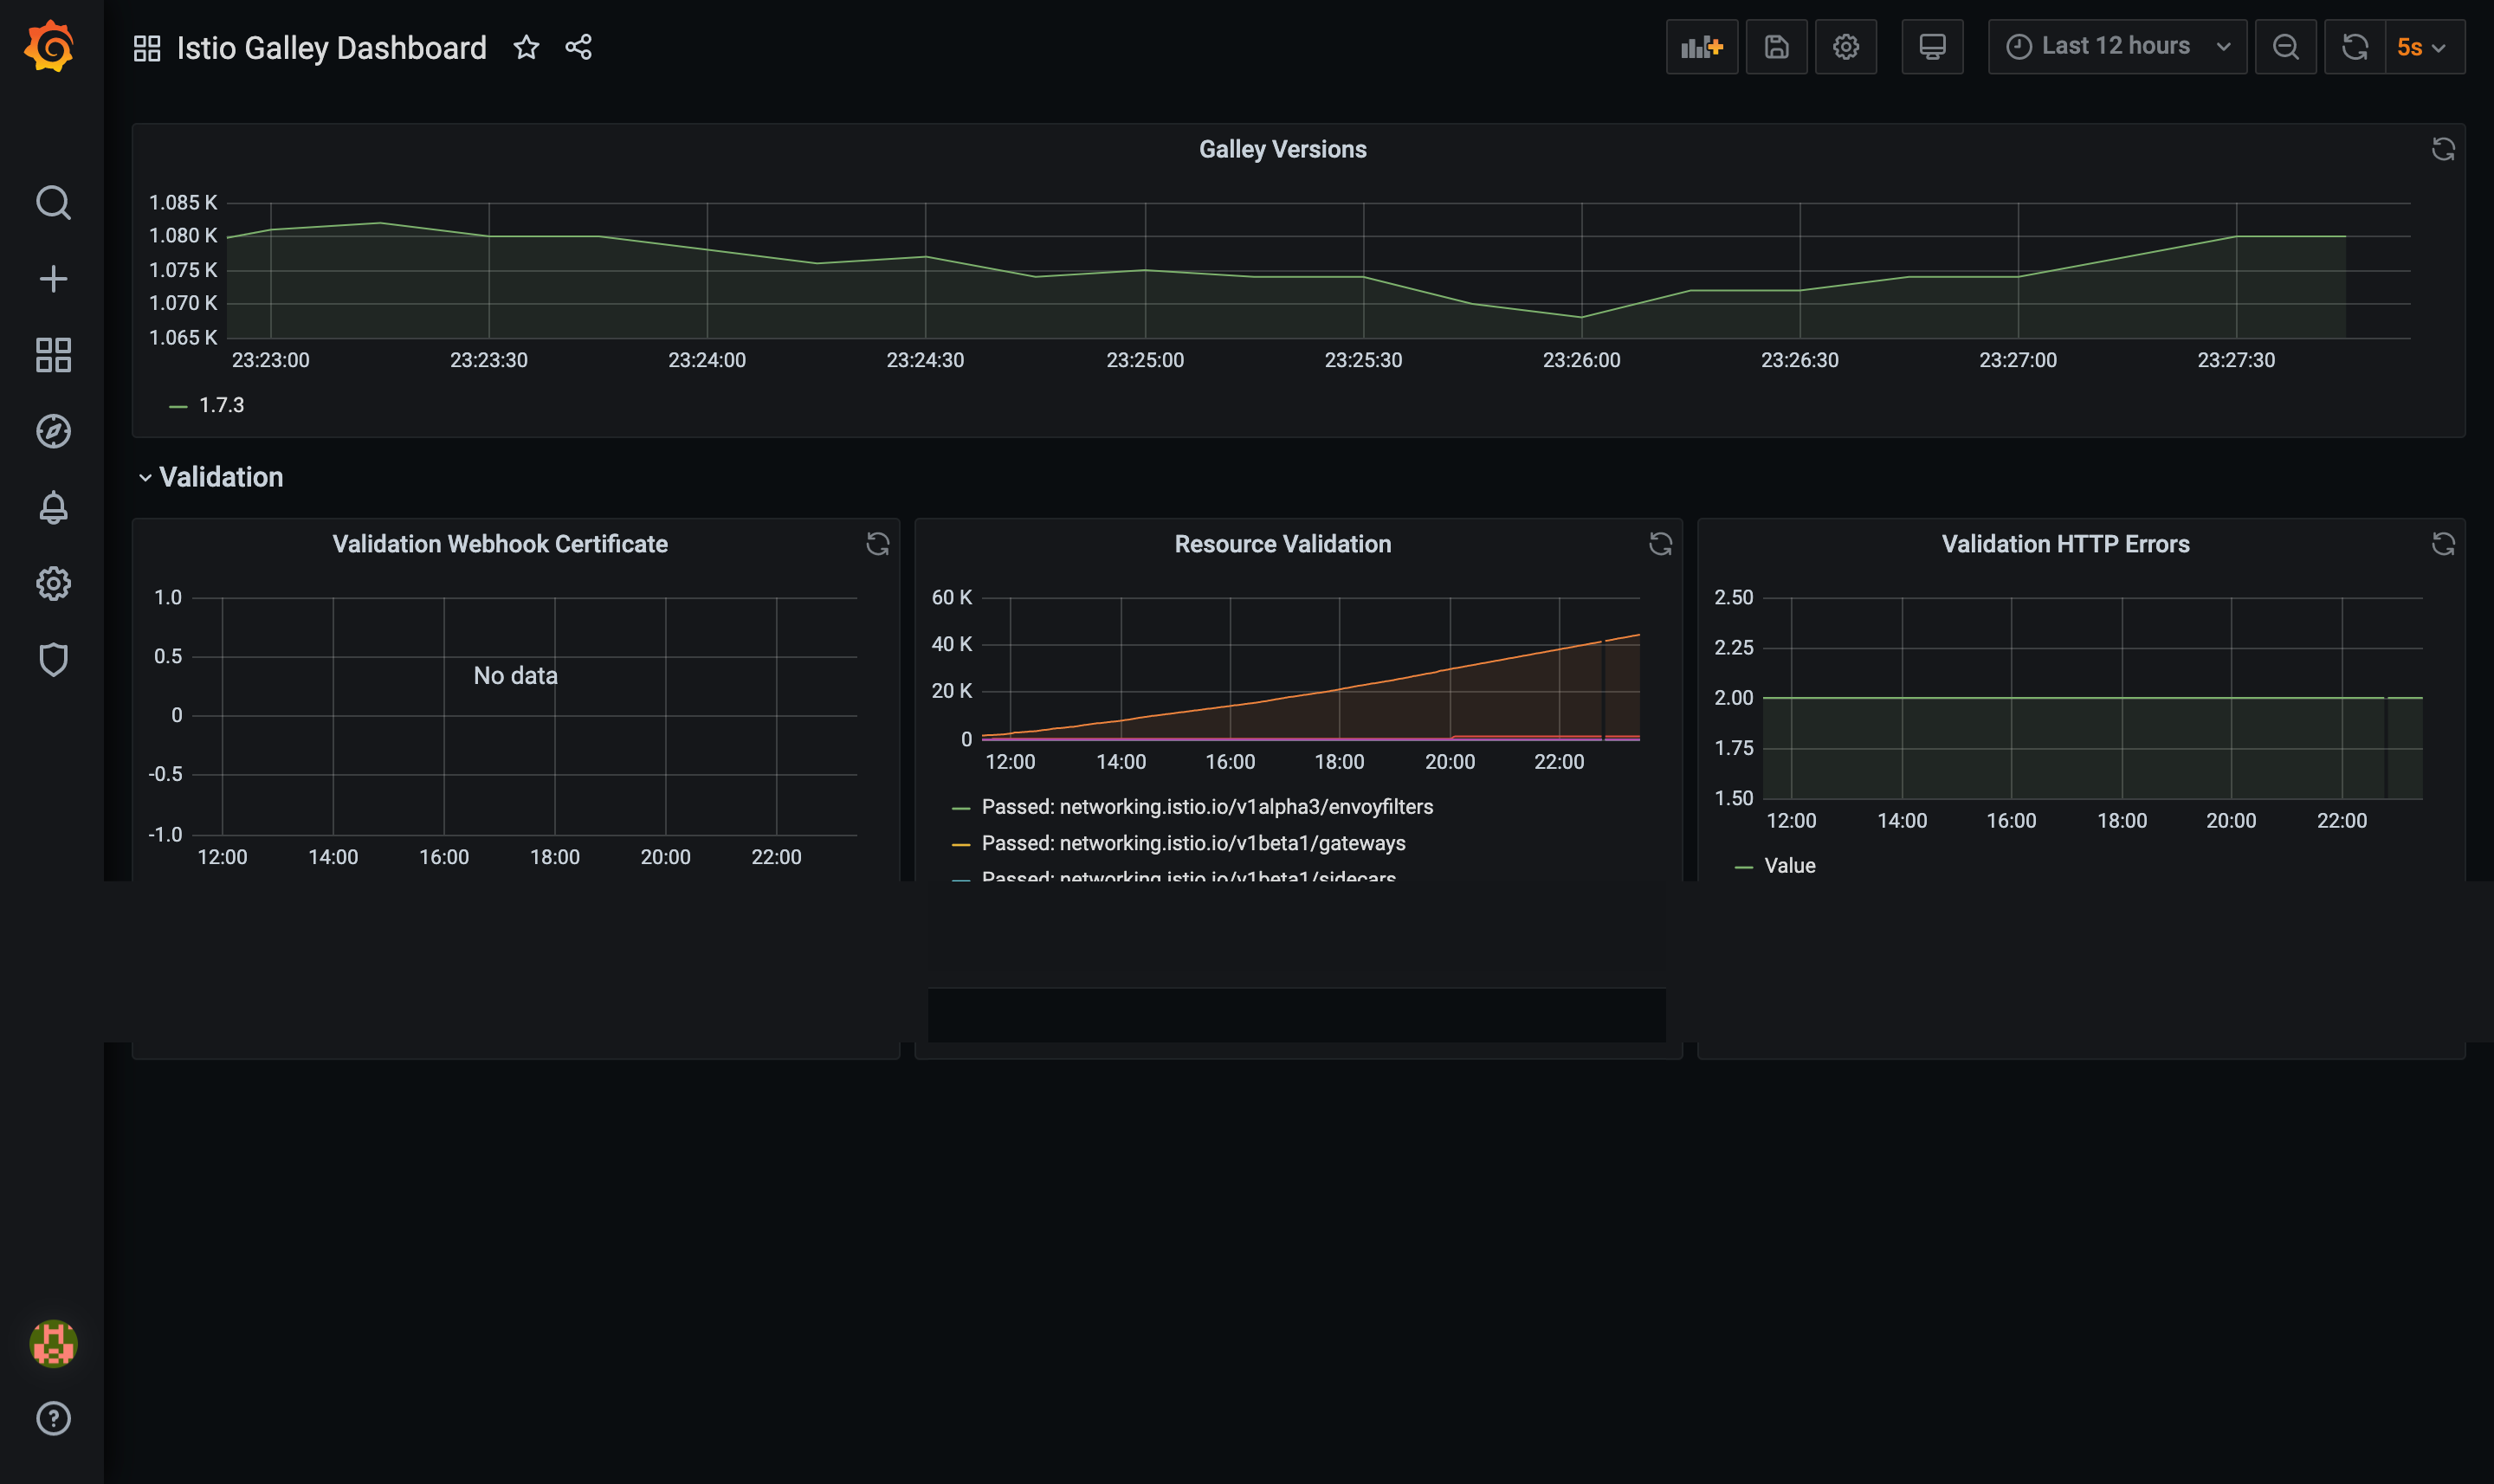 Istio Galley Dashboard
Last 12 hours
5s
Galley Versions
1.085 K
1.080 K
1.075 K
1.070 K
1.065 K
23:23:00 23:23:30 23:24:00 23:24:30 23:25:00 23:25:30 23:26:00 23:26:30 23:27:00 23:27:30
1.7.3
Validation
Validation Webhook Certificate
1.0
0.5
No data
0
-0.5
-1.0
12:00 14:00 16:00 18:00 20:00 22:00
Resource Validation
60 K
40 K
20 K
0
12:00 14:00 16:00 18:00 20:00 22:00
Passed: networking.istio.io/v1alpha3/envoyfilters
Passed: networking.istio.io/v1beta1/gateways
Passed: networking.istio.io/v1beta1/sidecars
Validation HTTP Errors
2.50
2.25
2.00
1.75
1.50
12:00 14:00 16:00 18:00 20:00 22:00
Value